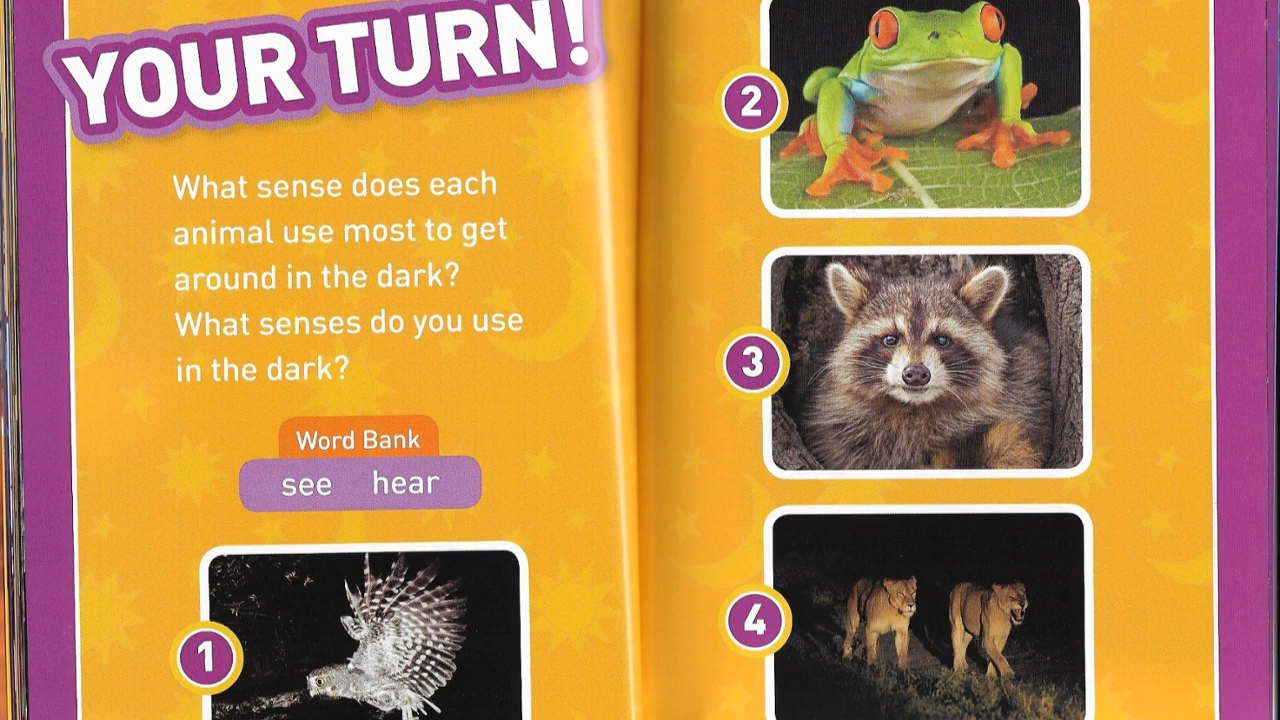 YOUR TURN!
What sense does each
animal use most to get
around in the dark?
What senses do you use
in the dark?
Word Bank
see hear
1
2
3
4